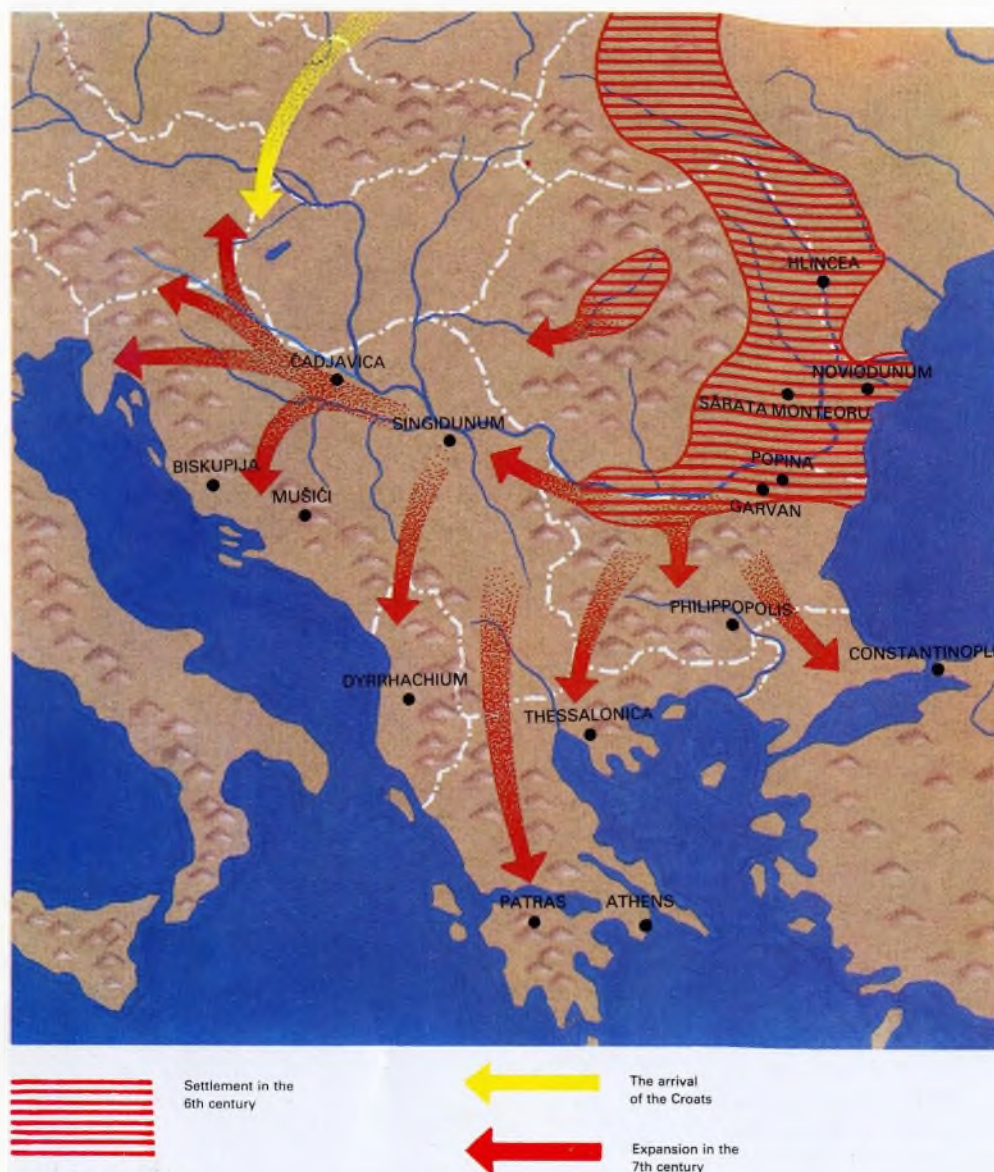 HLINCEA
NOVIODUNUM
ČADJAVICA
SĂRATA MONTEORU
SINGIDUNUM
BISKUPIJA
POPINA
MUŠIĆI
GARVAN
PHILIPPOPOLIS
CONSTANTINOPLE
DYRRHACHIUM
THESSALONICA
PATRAS
ATHENS
Settlement in the
6th century
The arrival
of the Croats
Expansion in the
7th century